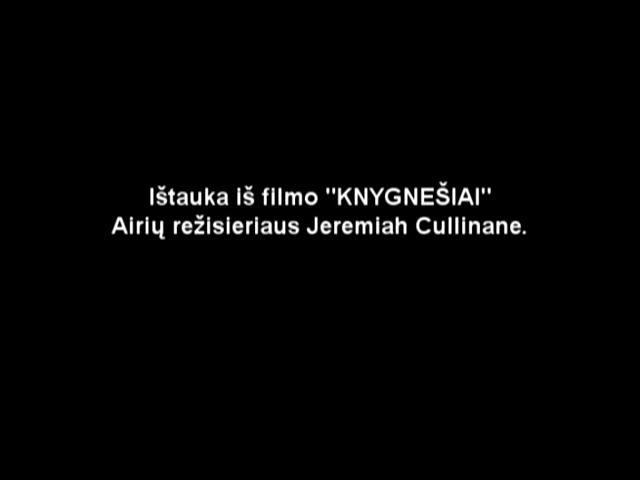 Ištauka iš filmo "KNYGNEŠIAI"
Airių režisieriaus Jeremiah Cullinane.